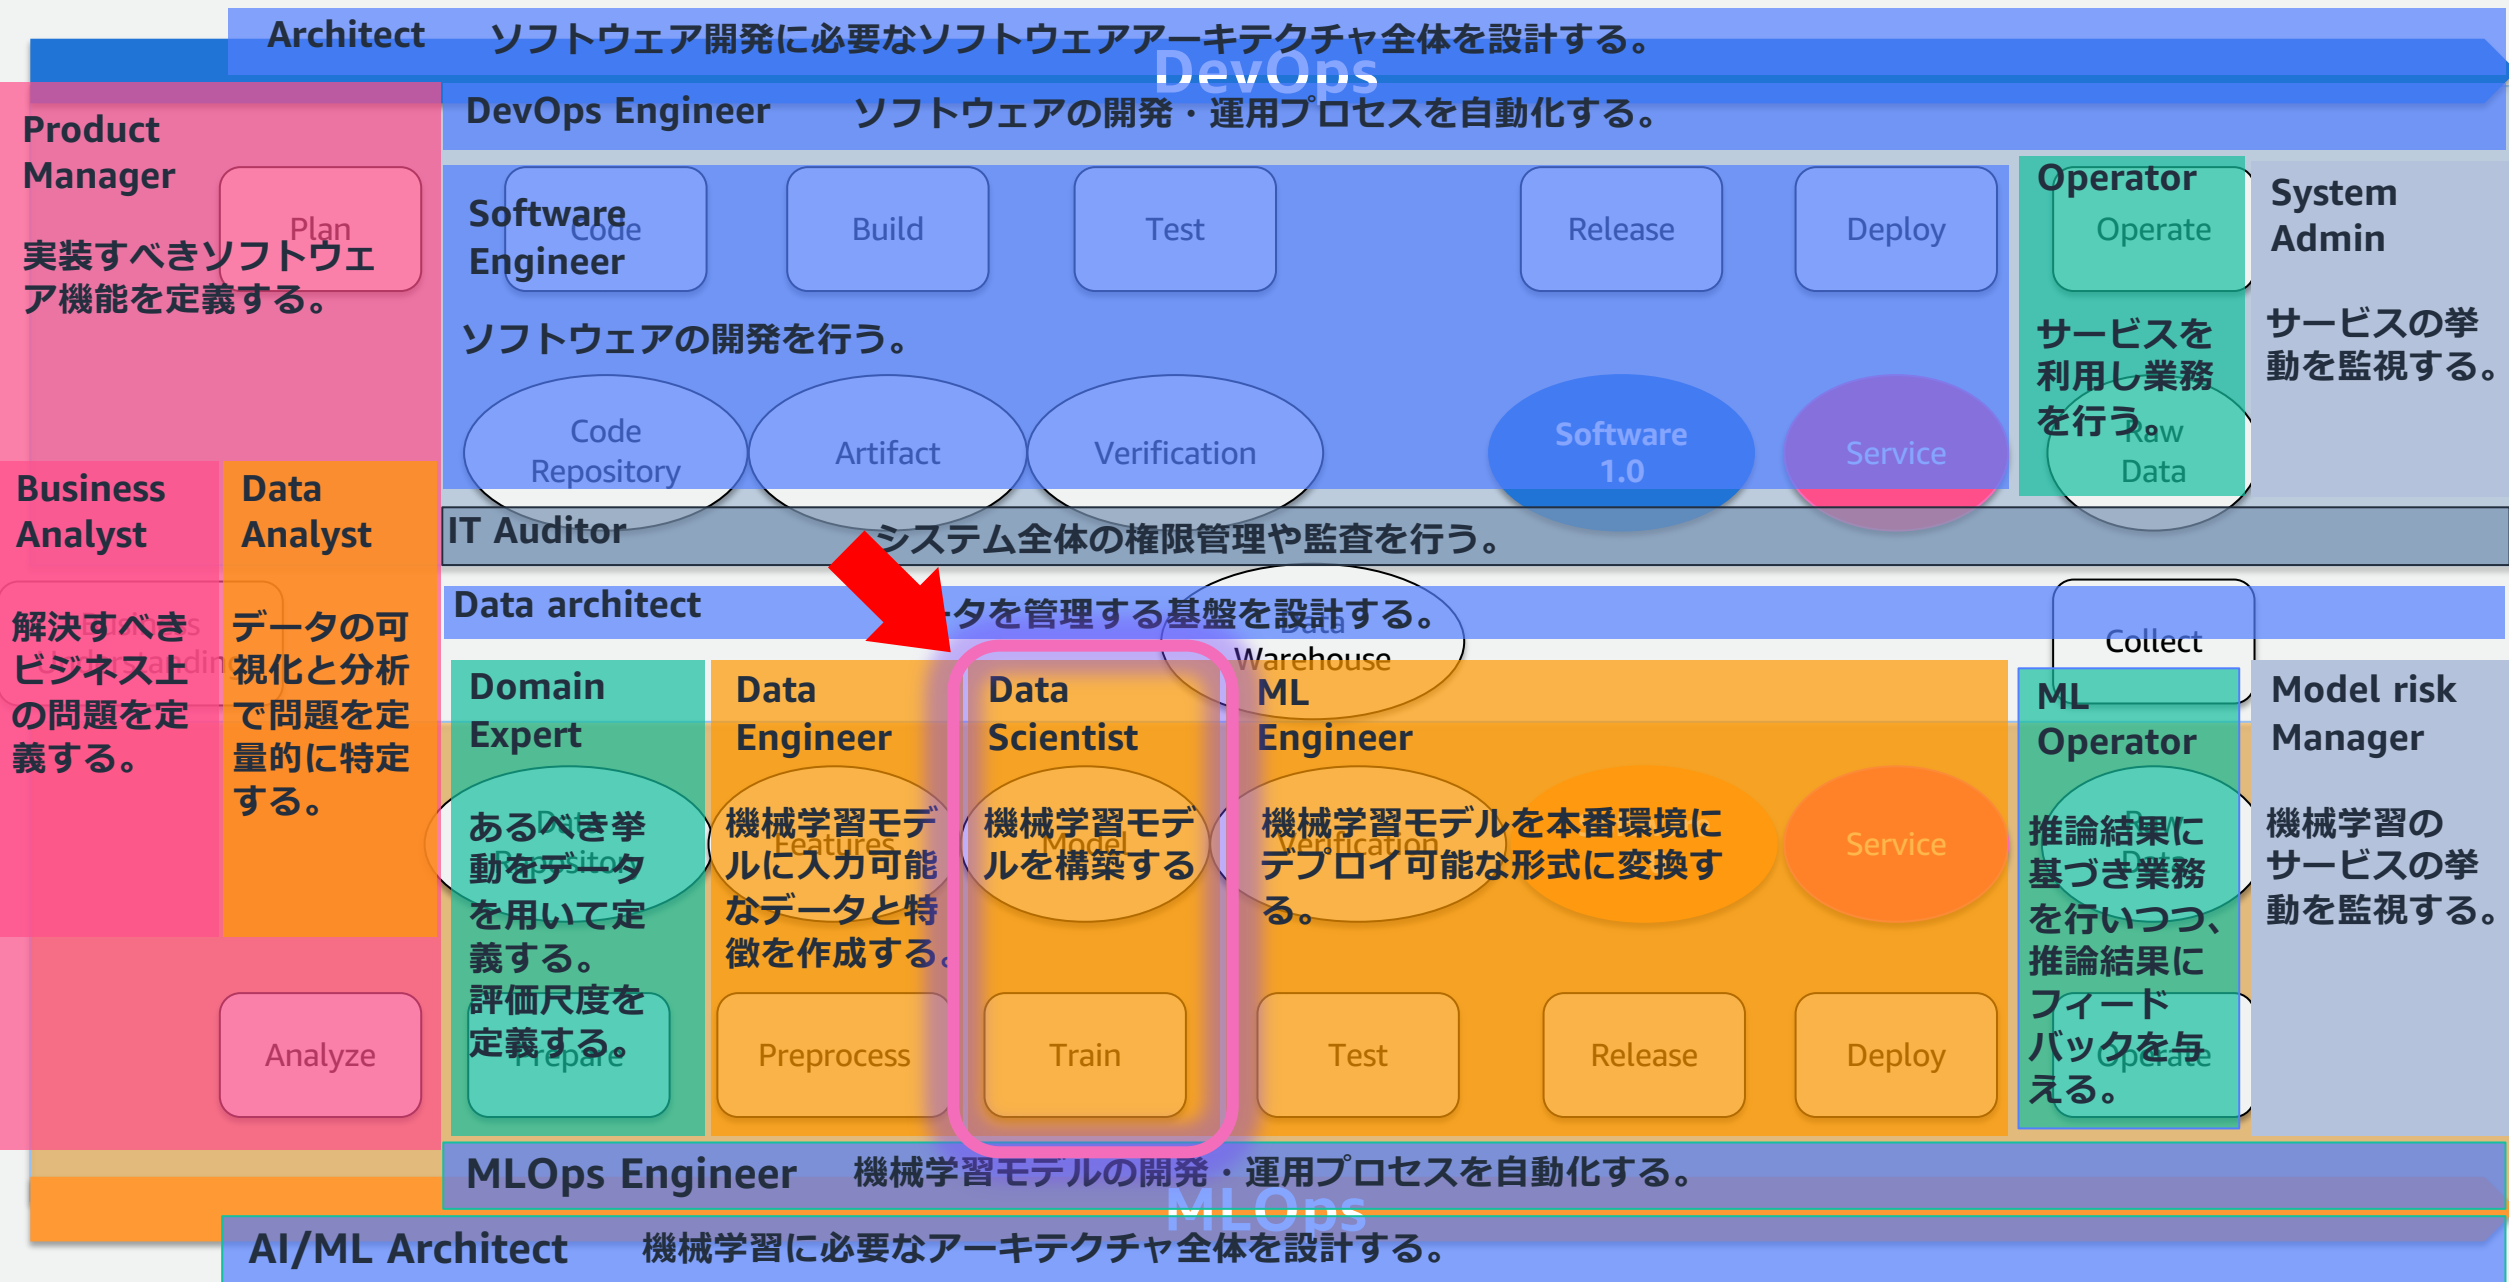 Architect
ソフトウェア開発に必要なソフトウェアアーキテクチャ全体を設計する。
DevOps
DevOps Engineer
ソフトウェアの開発・運用プロセスを自動化する。
Product
Manager
Plan
実装すべきソフトウエ
ア機能を定義する。
Software
Engineer
Code
Build
Test
Release
Deploy
ソフトウェアの開発を行う。
Code
Repository
Artifact
Verification
Software
1.0
Service
Operator
Operate
サービスを
利用し業務
を行う。
Raw
Data
System
Admin
サービスの挙
動を監視する。
Business
Analyst
解決すべき
ビジネス上
の問題を定
義する。
Business
Understanding
Data
Analyst
データの可
視化と分析
で問題を定
量的に特定
する。
IT Auditor
システム全体の権限管理や監査を行う。
Data architect
ータを管理する基盤を設計する。
Data
Warehouse
Collect
Domain
Expert
あるべき挙
動をデータ
を用いて定
義する。
評価尺度を
定義する。
Data
Repository
Prepare
Data
Engineer
機械学習モデ
ルに入力可能
なデータと特
徴を作成する。
Features
Preprocess
Data
Scientist
機械学習モデ
ルを構築する
Model
Train
ML
Engineer
機械学習モデルを本番環境に
デプロイ可能な形式に変換す
る。
Verification
Service
Test
Release
Deploy
ML
Operator
推論結果に
基づき業務
を行いつつ、
推論結果に
フィード
バックを与
える。
Raw
Data
Operate
Model risk
Manager
機械学習の
サービスの挙
動を監視する。
Analyze
MLOps Engineer
機械学習モデルの開発・運用プロセスを自動化する。
MLOps
AI/ML Architect
機械学習に必要なアーキテクチャ全体を設計する。